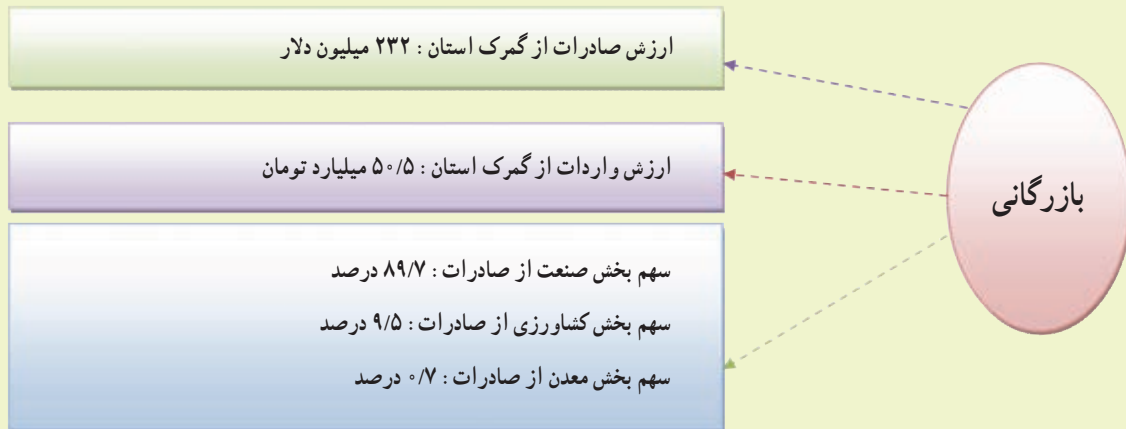 ارزش صادرات از گمرک استان : ۲۳۲ میلیون دلار
بازرگانی
ارزش واردات از گمرک استان : ۵۰/۵ میلیارد تومان
سهم بخش صنعت از صادرات : ۸۹/۷ درصد
سهم بخش کشاورزی از صادرات : ۹/۵ درصد
سهم بخش معدن از صادرات : ۰/۷ درصد